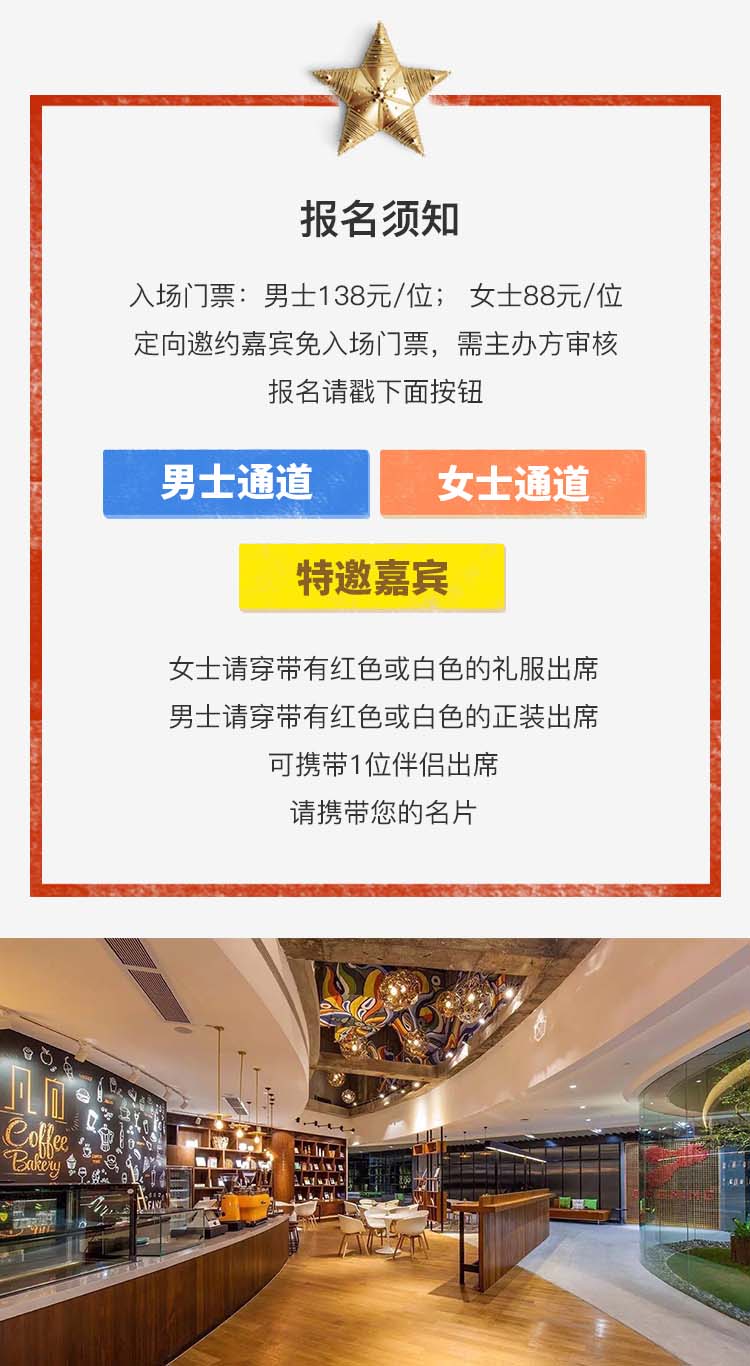 报名须知
入场门票：男士138元/位； 女士88元/位
定向邀约嘉宾免入场门票，需主办方审核
报名请戳下面按钮
男士通道
女士通道
特邀嘉宾
女士请穿带有红色或白色的礼服出席
男士请穿带有红色或白色的正装出席
可携带1位伴侣出席
请携带您的名片
Coffee
Bakery